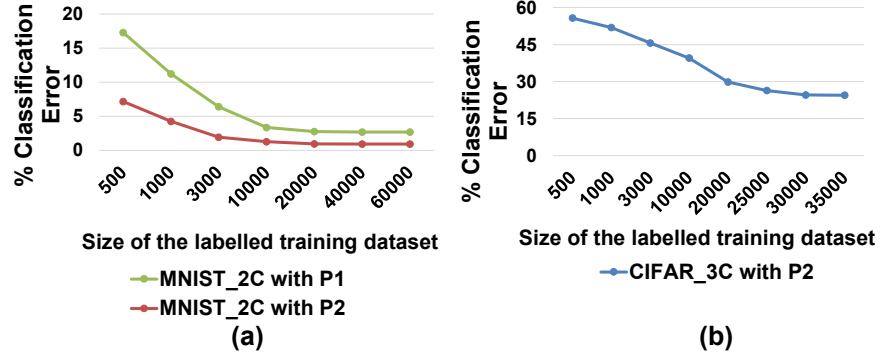 20
15
10
5
0
% Classification
Error
500
1000
3000
10000
20000
40000
60000
Size of the labelled training dataset
MNIST_2C with P1
MNIST_2C with P2
(a)
60
45
30
15
0
% Classification
Error
500
1000
3000
10000
20000
25000
30000
35000
Size of the labelled training dataset
CIFAR_3C with P2
(b)